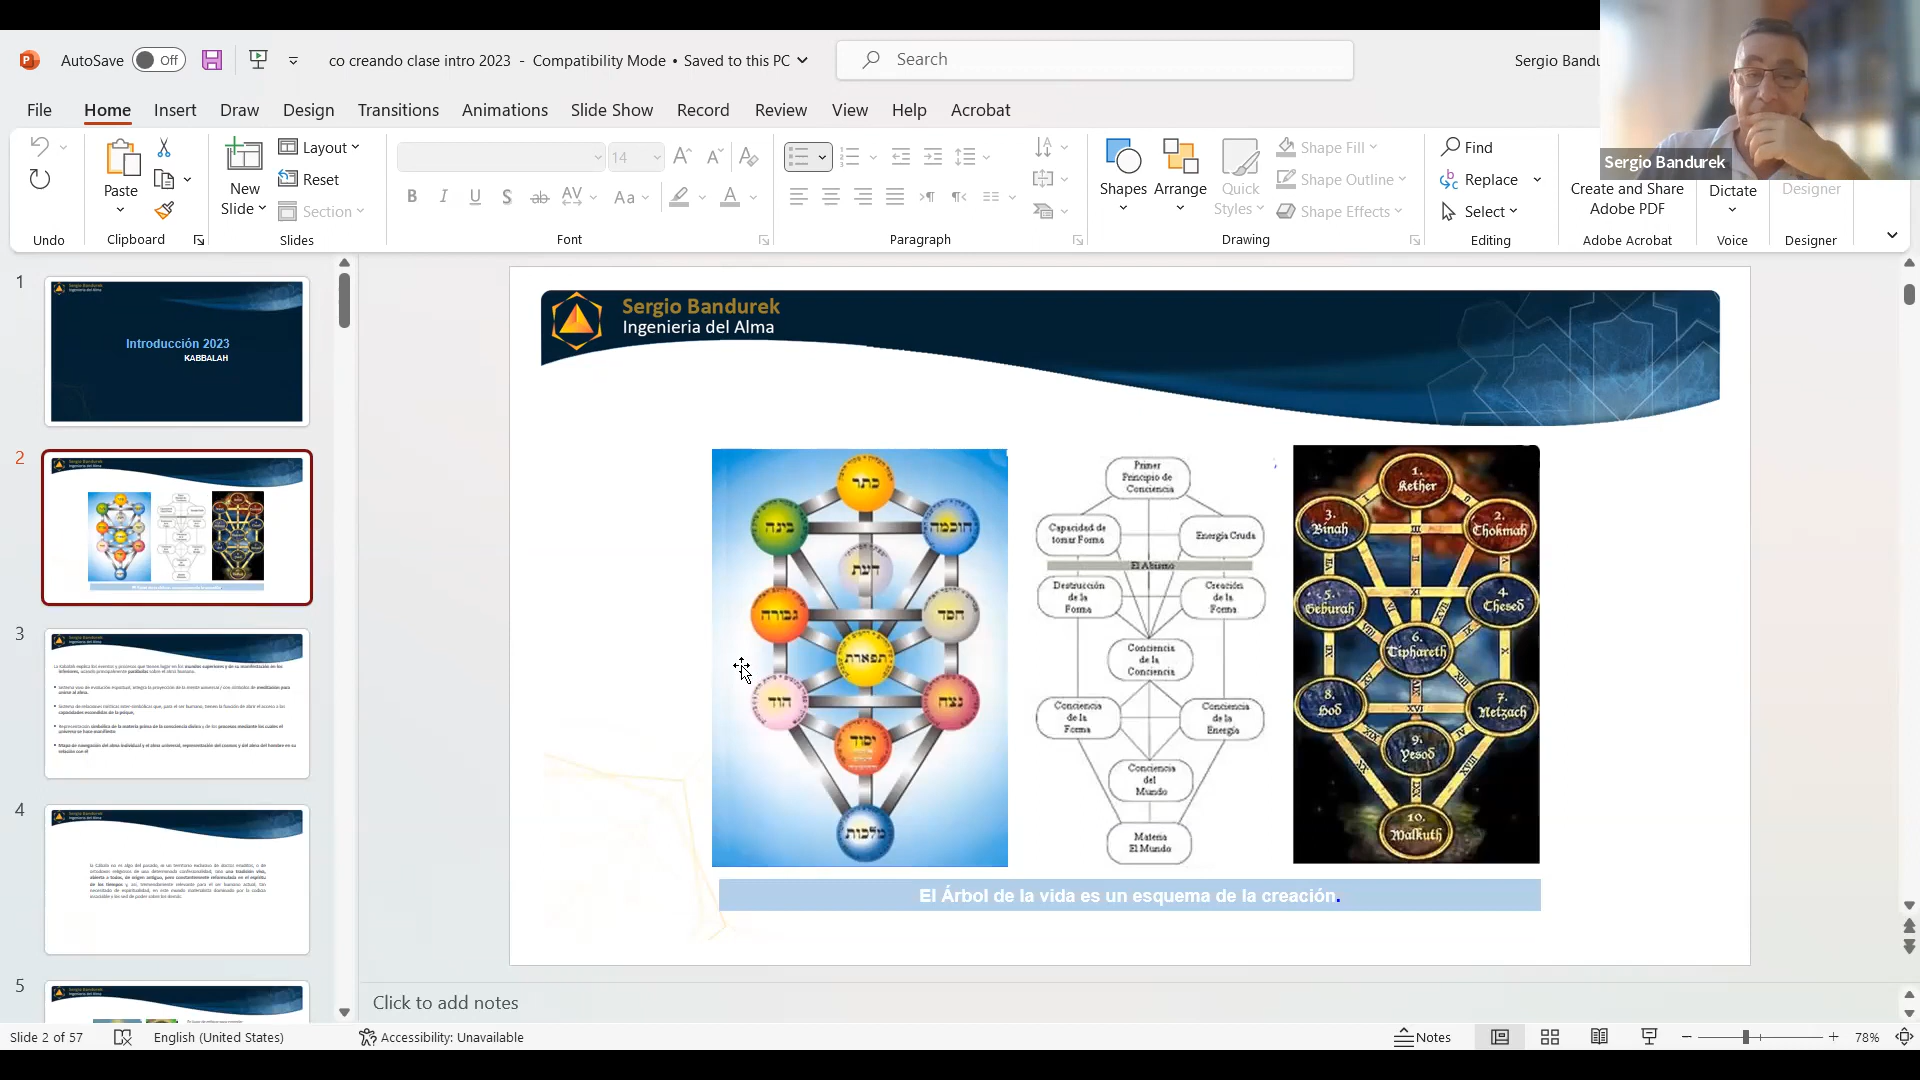 AutoSave
Off
co creando clase intro 2023 - Compatibility Mode • Saved to this PC
Search
Sergio Bandu
Sergio Bandurek
File
Home
Insert
Draw
Design
Transitions
Animations
Slide Show
Record
Review
View
Help
Acrobat
Paste
Clipboard
Undo
New
Slide
Layout
Reset
Section
Slides
14
Font
Paragraph
Shapes
Arrange
Quick
Styles
Shape Fill
Shape Outline
Shape Effects
Drawing
Find
Replace
Select
Editing
Create and Share
Adobe PDF
Adobe Acrobat
Dictate
Voice
Designer
Designer
1
Introducción 2023
KABBALAH
2
3
4
5
Sergio Bandurek
Ingenieria del Alma
כתר
בינה
חוכמה
דעת
גבורה
חסד
תפארת
הוד
נצח
יסוד
מלכות
Primer
Principio de
Conciencia
Capacidad de
tomar Forma
Energía Cruda
El Abismo
Destrucción
de la
Forma
Creación
de la
Forma
Conciencia
de la
Conciencia
Conciencia
de la
Forma
Conciencia
de la
Energía
Conciencia
del
Mundo
Materia
El Mundo
1.
Kether
3.
Binah
2.
Chokmah
5.
Geburah
4.
Chesed
6.
Tiphareth
8.
Hod
7.
Netzach
9.
Yesod
10.
Malkuth
El Árbol de la vida es un esquema de la creación.
Click to add notes
Slide 2 of 57
English (United States)
Accessibility: Unavailable
Notes
78%